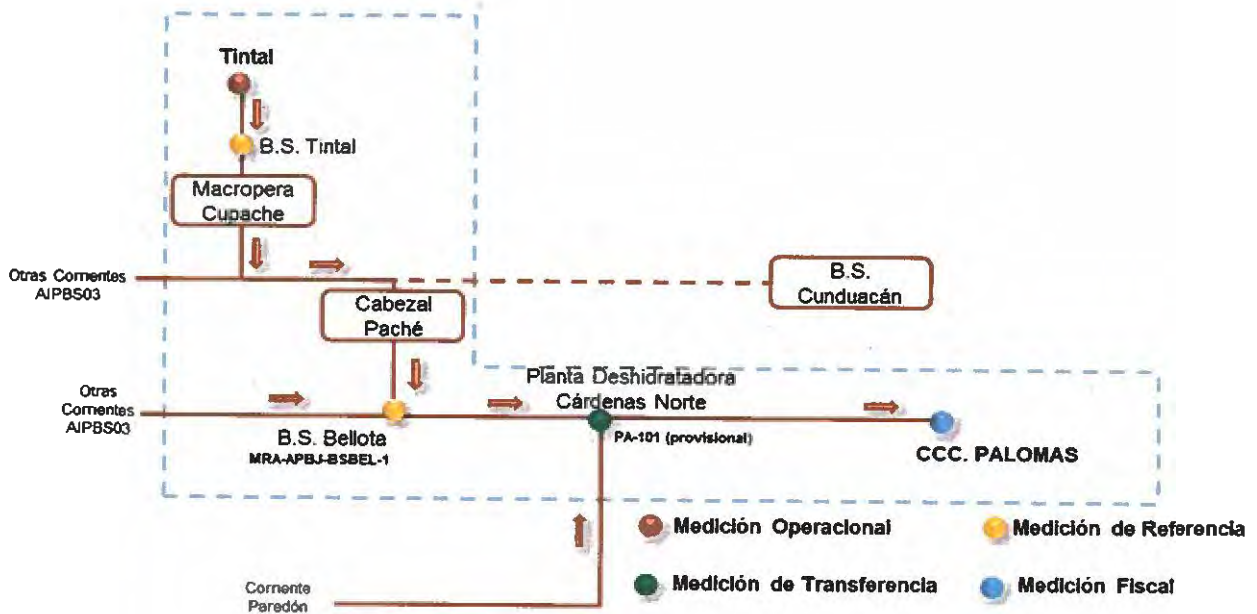 Tintal
B.S. Tintal
Macropera
Cupache
Otras Corrientes
AIPBS03
B.S.
Cunduacán
Cabezal
Paché
Planta Deshidratadora
Cárdenas Norte
Otras
Corrientes
AIPBS03
B.S. Bellota
MRA-APBJ-BSBEL-1
PA-101 (provisional)
CCC. PALOMAS
Medición Operacional
Medición de Referencia
Medición de Transferencia
Medición Fiscal
Corriente
Paredón